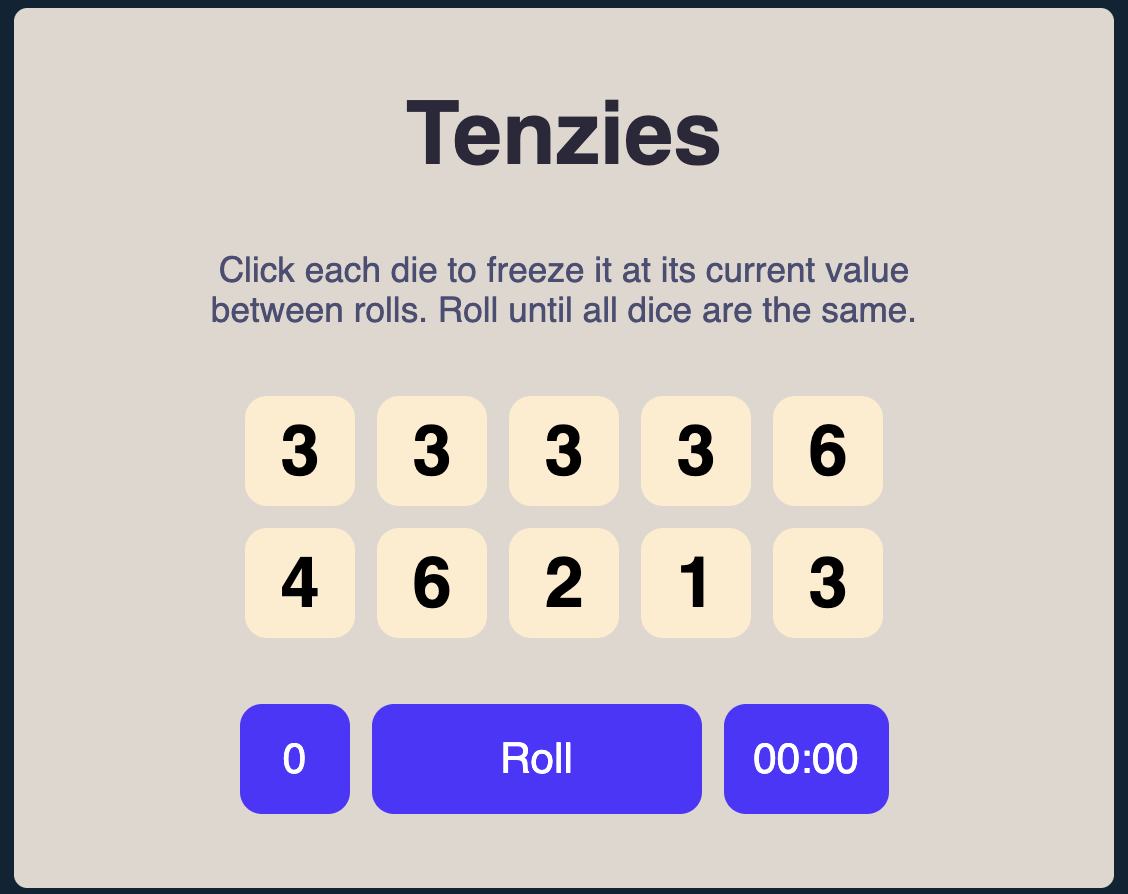 Tenzies
Click each die to freeze it at its current value
between rolls. Roll until all dice are the same.
3 3 3 3 6
4 6 2 1 3
0 Roll 00:00